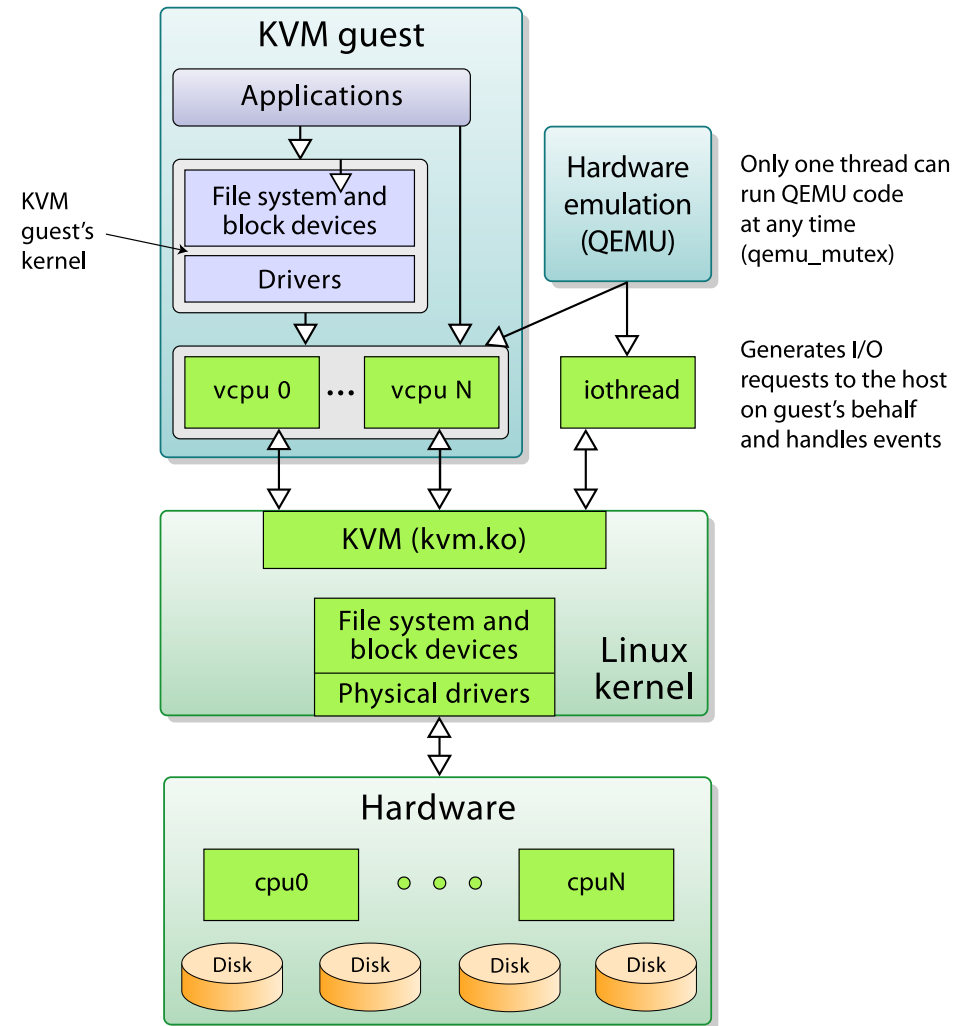 KVM guest
Applications
File system and
block devices
Drivers
KVM
guest's
kernel
vcpu 0
...
vcpu N
Hardware
emulation
(QEMU)
Only one thread can
run QEMU code
at any time
(qemu_mutex)
iothread
Generates I/O
requests to the host
on guest's behalf
and handles events
KVM (kvm.ko)
File system and
block devices
Physical drivers
Linux
kernel
Hardware
cpu0
cpuN
Disk
Disk
Disk
Disk